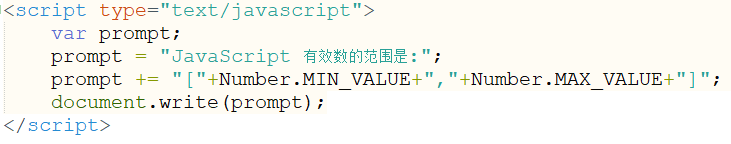 <script type="text/javascript">
var prompt;
prompt = "JavaScript 有效数的范围是:";
prompt += "["+Number.MIN_VALUE+","+Number.MAX_VALUE+"]";
document.write(prompt);
</script>